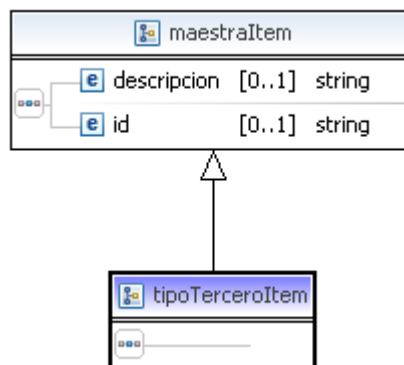 maestraItem
e descripcion [0..1] string
e id [0..1] string
tipoTerceroItem